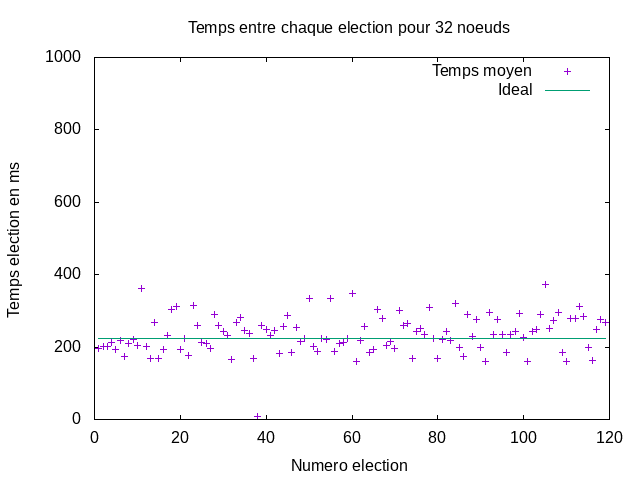 Temps entre chaque election pour 32 noeuds
1000
800
600
400
200
0
Temps election en ms
Temps moyen
Ideal
0 20 40 60 80 100 120
Numero election